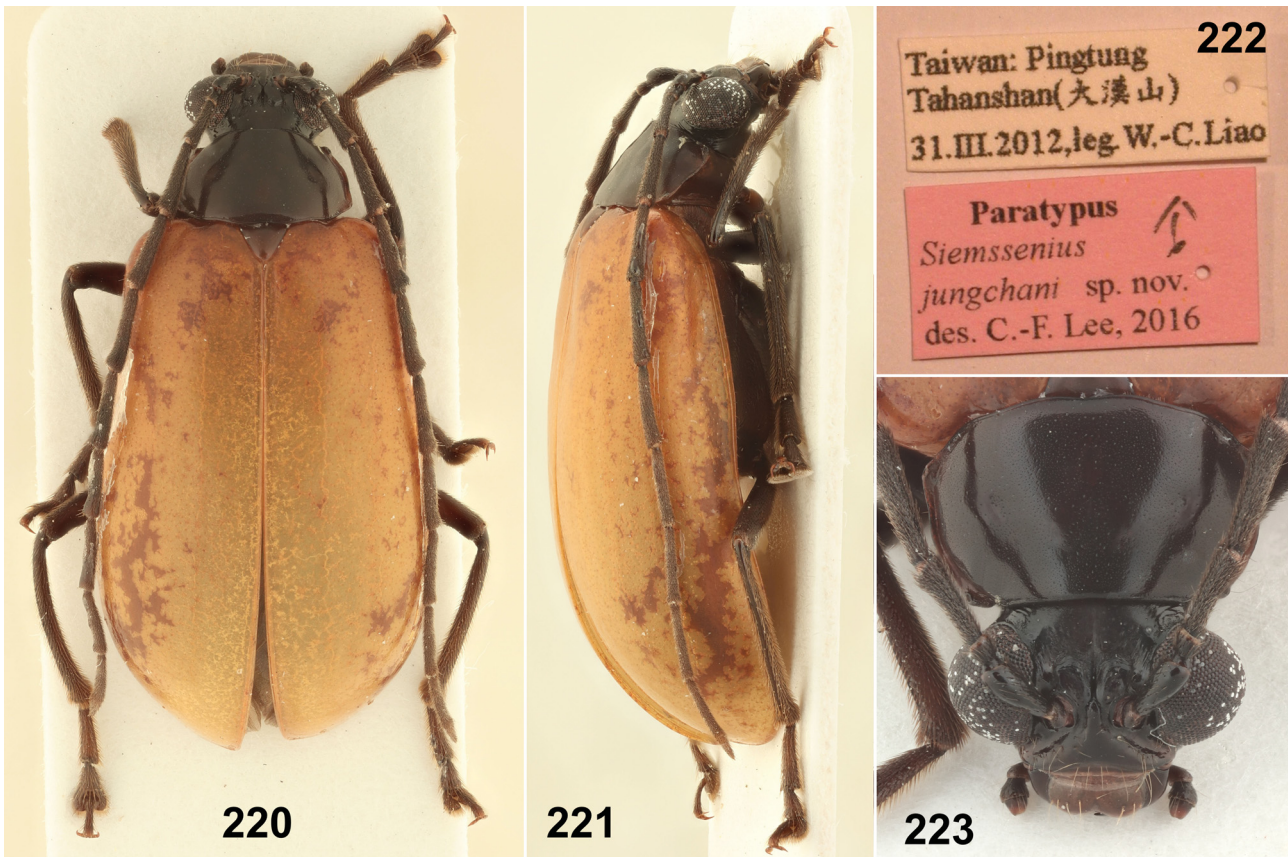 220
221
222
Taiwan: Pingtung
Tahanshan(大漢山)
31.III.2012,leg. W.-C.Liao
Paratypus
Siemssenius
jungchani sp. nov.
des. C.-F. Lee, 2016
223